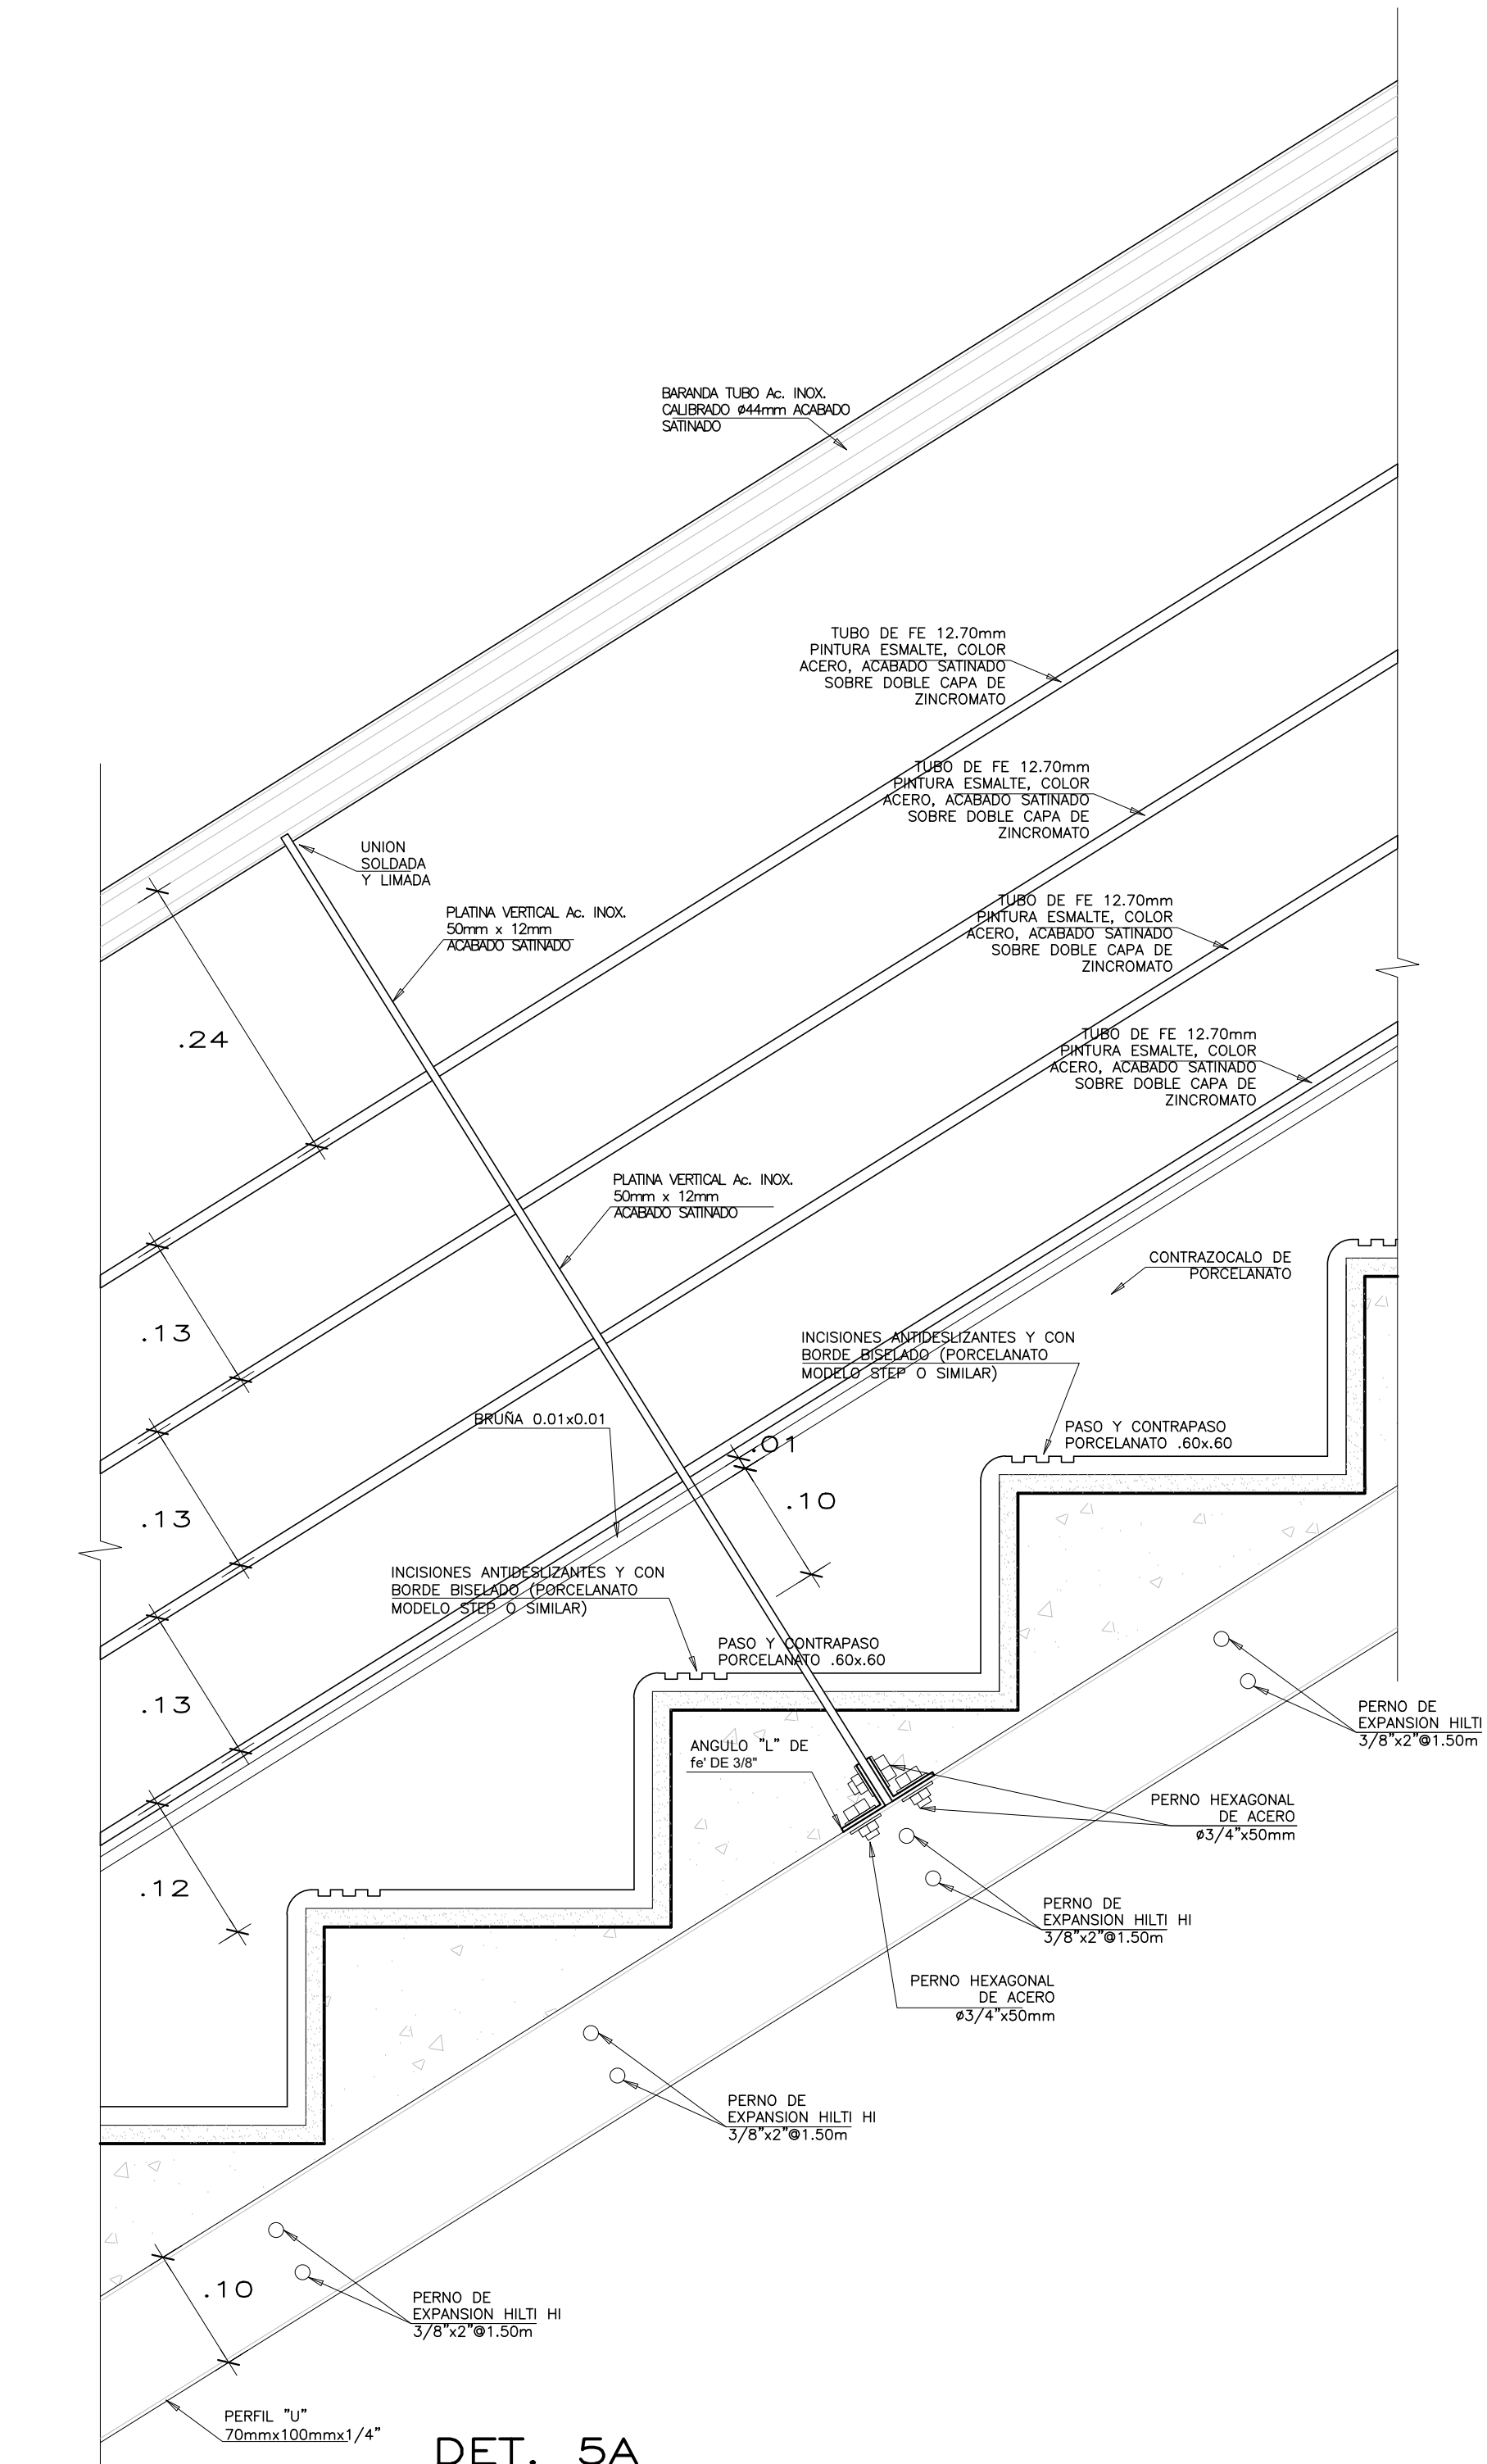 BARANDA TUBO Ac. INOX.
CALIBRADO ø44mm ACABADO
SATINADO
TUBO DE FE 12.70mm
PINTURA ESMALTE, COLOR
ACERO, ACABADO SATINADO
SOBRE DOBLE CAPA DE
ZINCROMATO
TUBO DE FE 12.70mm
PINTURA ESMALTE, COLOR
ACERO, ACABADO SATINADO
SOBRE DOBLE CAPA DE
ZINCROMATO
UNION
SOLDADA
Y LIMADA
PLATINA VERTICAL Ac. INOX.
50mm x 12mm
ACABADO SATINADO
TUBO DE FE 12.70mm
PINTURA ESMALTE, COLOR
ACERO, ACABADO SATINADO
SOBRE DOBLE CAPA DE
ZINCROMATO
.24
TUBO DE FE 12.70mm
PINTURA ESMALTE, COLOR
ACERO, ACABADO SATINADO
SOBRE DOBLE CAPA DE
ZINCROMATO
PLATINA VERTICAL Ac. INOX.
50mm x 12mm
ACABADO SATINADO
CONTRAZOCALO DE
PORCELANATO
.13
INCISIONES ANTIDESLIZANTES Y CON
BORDE BISELADO (PORCELANATO
MODELO STEP O SIMILAR)
BRUÑA 0.01x0.01
PASO Y CONTRAPASO
PORCELANATO .60x.60
.01
.10
.13
INCISIONES ANTIDESLIZANTES Y CON
BORDE BISELADO (PORCELANATO
MODELO STEP O SIMILAR)
PASO Y CONTRAPASO
PORCELANATO .60x.60
.13
PERNO DE
EXPANSION HILTI
3/8"x2"@1.50m
ANGULO "L" DE
fe' DE 3/8"
PERNO HEXAGONAL
DE ACERO
ø3/4"x50mm
.12
PERNO DE
EXPANSION HILTI HI
3/8"x2"@1.50m
PERNO HEXAGONAL
DE ACERO
ø3/4"x50mm
PERNO DE
EXPANSION HILTI HI
3/8"x2"@1.50m
.10
PERNO DE
EXPANSION HILTI HI
3/8"x2"@1.50m
PERFIL "U"
70mmx100mmx1/4"
DET. 5A